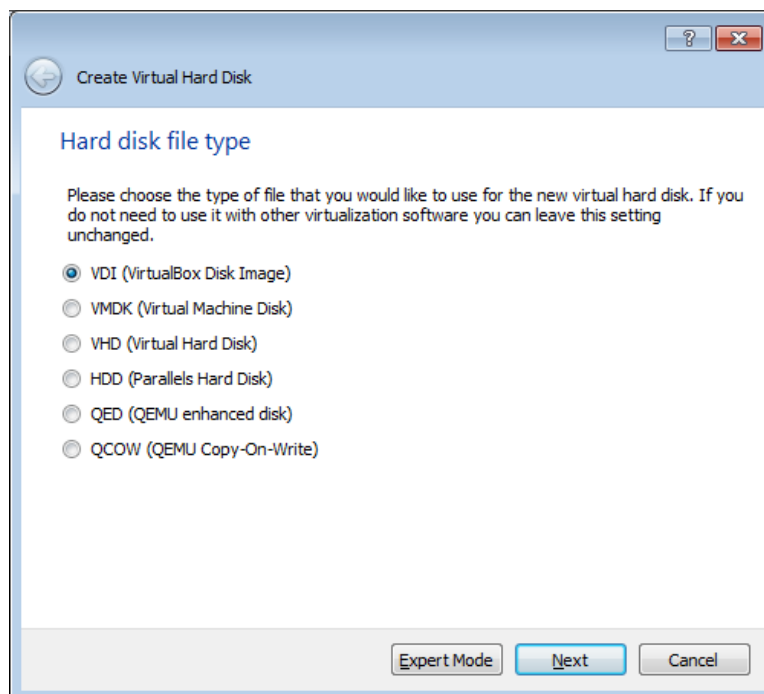 Create Virtual Hard Disk
Hard disk file type
Please choose the type of file that you would like to use for the new virtual hard disk. If you
do not need to use it with other virtualization software you can leave this setting
unchanged.
VDI (VirtualBox Disk Image)
VMDK (Virtual Machine Disk)
VHD (Virtual Hard Disk)
HDD (Parallels Hard Disk)
QED (QEMU enhanced disk)
QCOW (QEMU Copy-On-Write)
Expert Mode Next Cancel